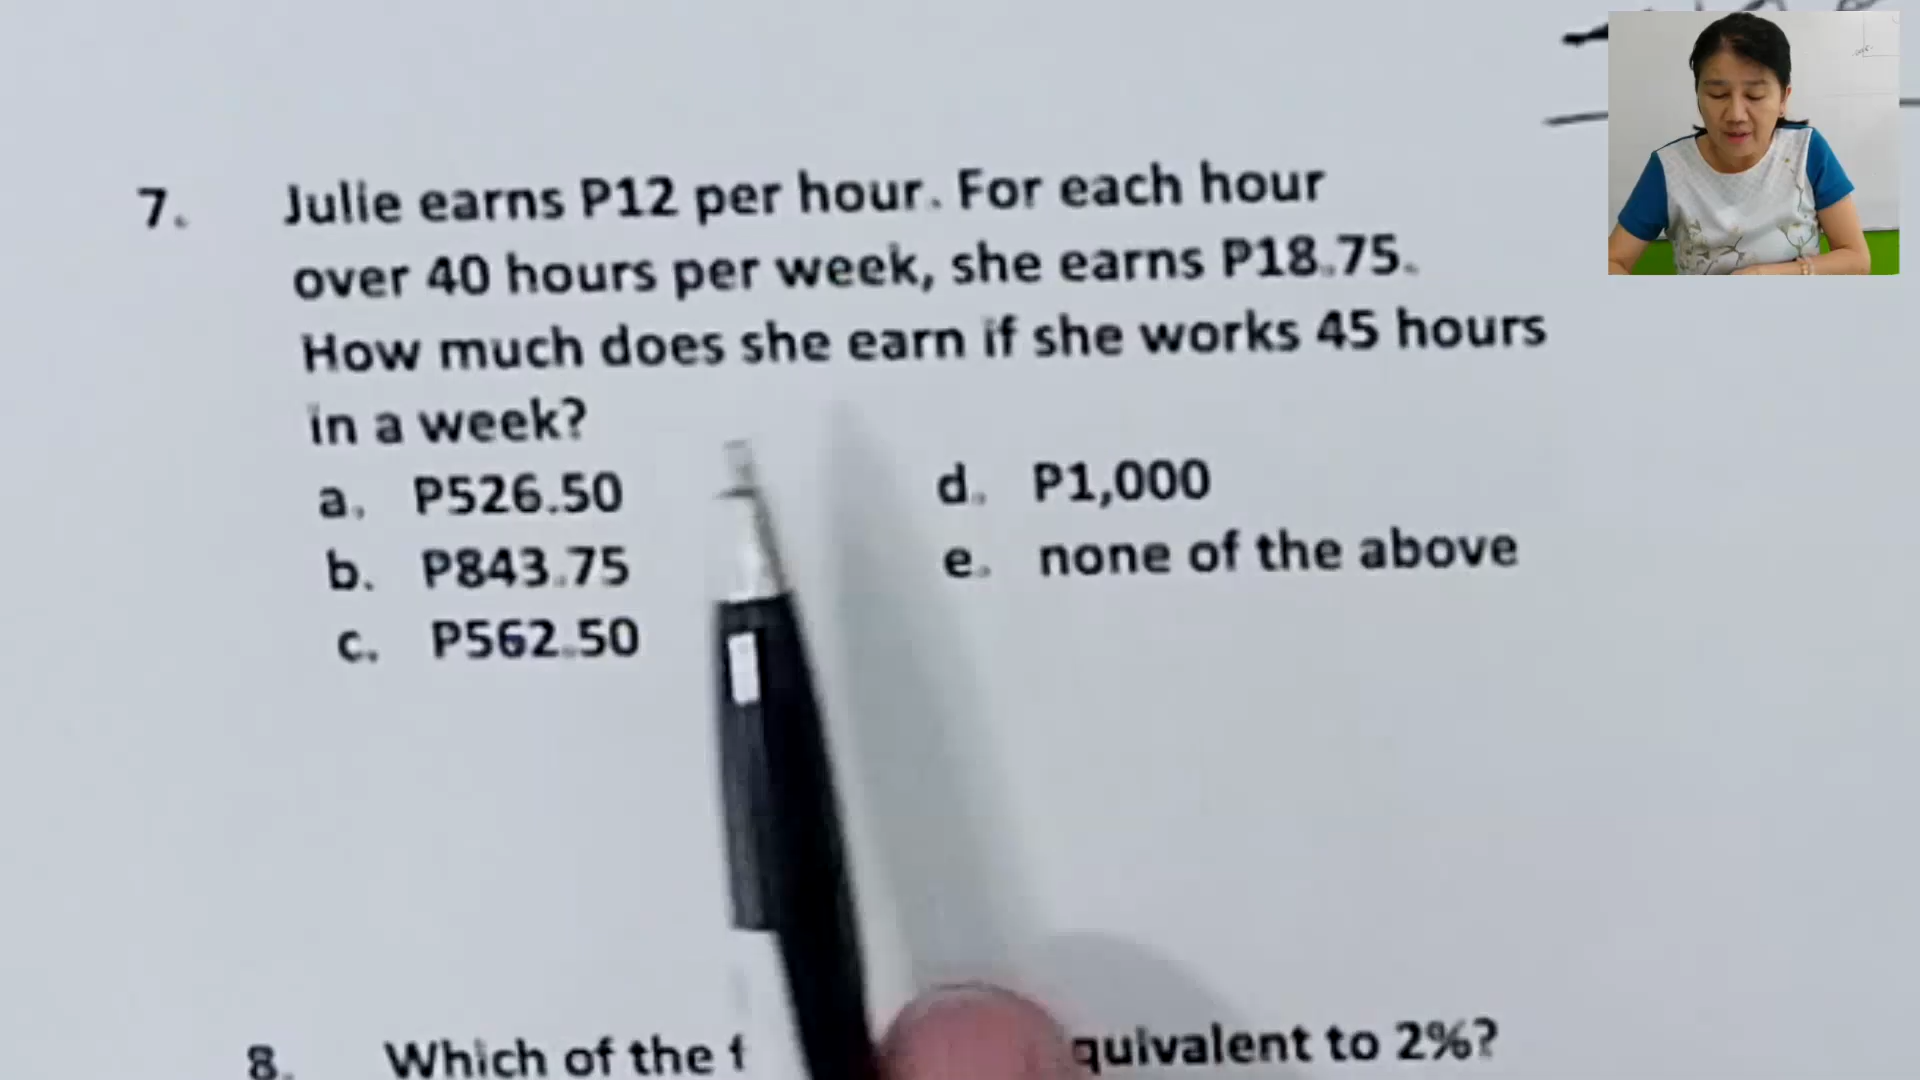 7. Julie earns P12 per hour. For each hour
over 40 hours per week, she earns P18.75.
How much does she earn if she works 45 hours
in a week?
a. P526.50
b. P843.75
c. P562.50
d. P1,000
e. none of the above
8. Which of the quivalent to 2%?